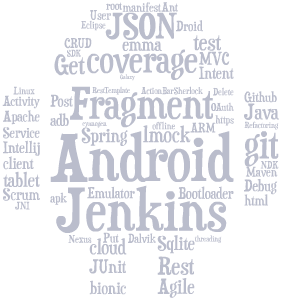 root manifest Ant
User JSON Droid
Eclipse
CRUD emma test
SDK
Get coverage MVC
Galaxy Intent
Linux RestTemplate ActionBarSherlock Delete Github
Activity Post Fragment OAuth Java
Apache adb https Refactoring
Service Spring offline Imock ARM git
Intellij
client Android NDK
tablet Maven
Scrum apk Emulator Bootloader Debug
JNI Jenkins html
Nexus Put Dalvik Sqlite threading
cloud
JUnit Rest
bionic Agile